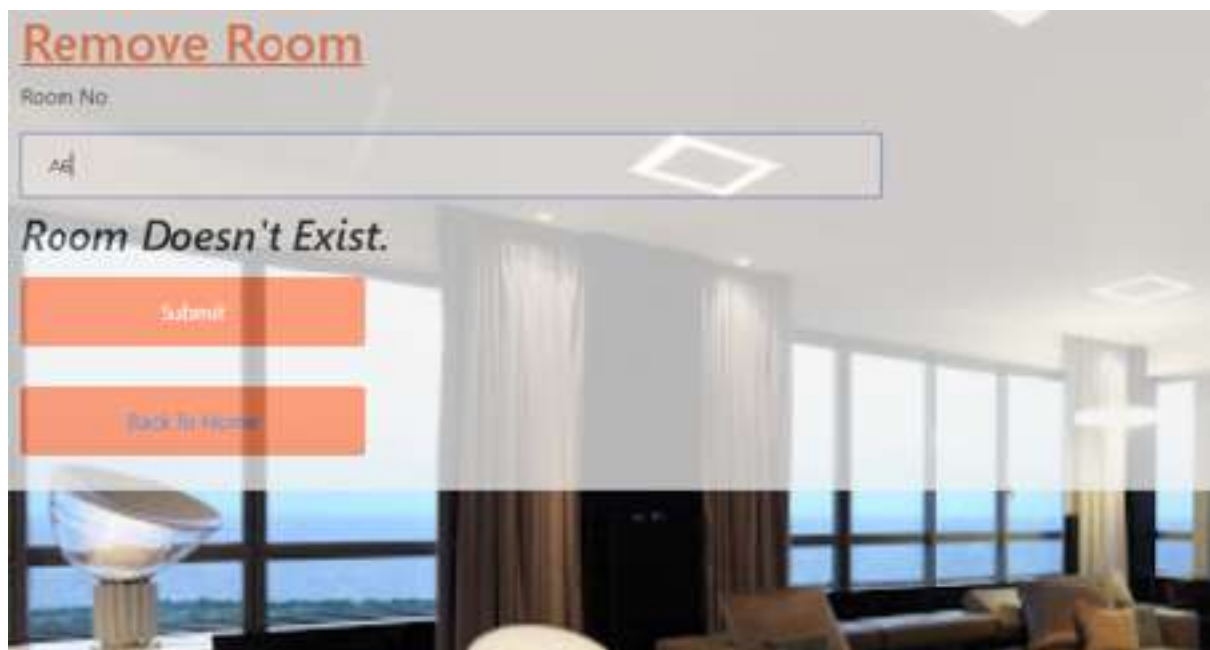 Remove Room
Room No
A6
Room Doesn't Exist.
Submit
Back To Home